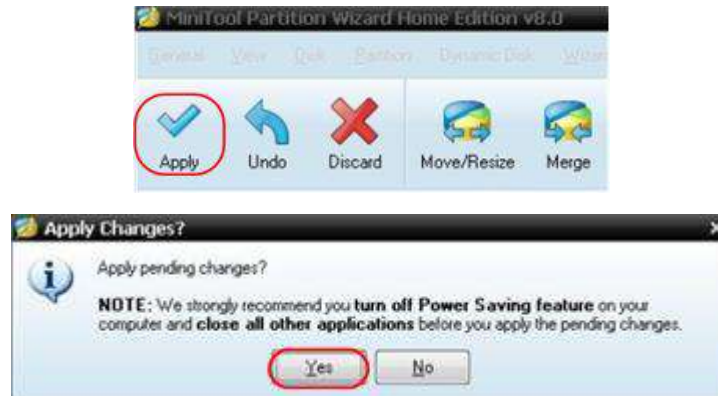 MiniTool Partition Wizard Home Edition v8.0
General View Disk Partition Dynamic Disk
Apply Undo Discard Move/Resize Merge
Apply Changes?
Apply pending changes?
NOTE: We strongly recommend you turn off Power Saving feature on your
computer and close all other applications before you apply the pending changes.
Yes No